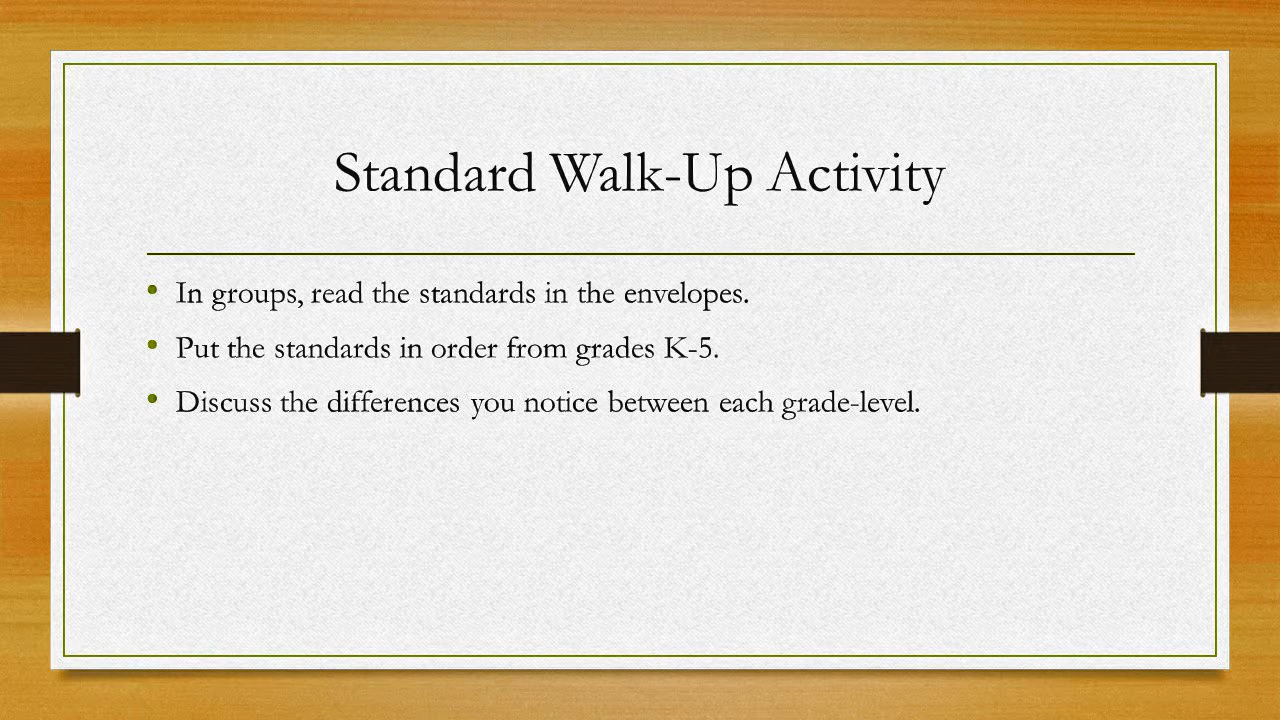 Standard Walk-Up Activity
• In groups, read the standards in the envelopes.
• Put the standards in order from grades K-5.
• Discuss the differences you notice between each grade-level.